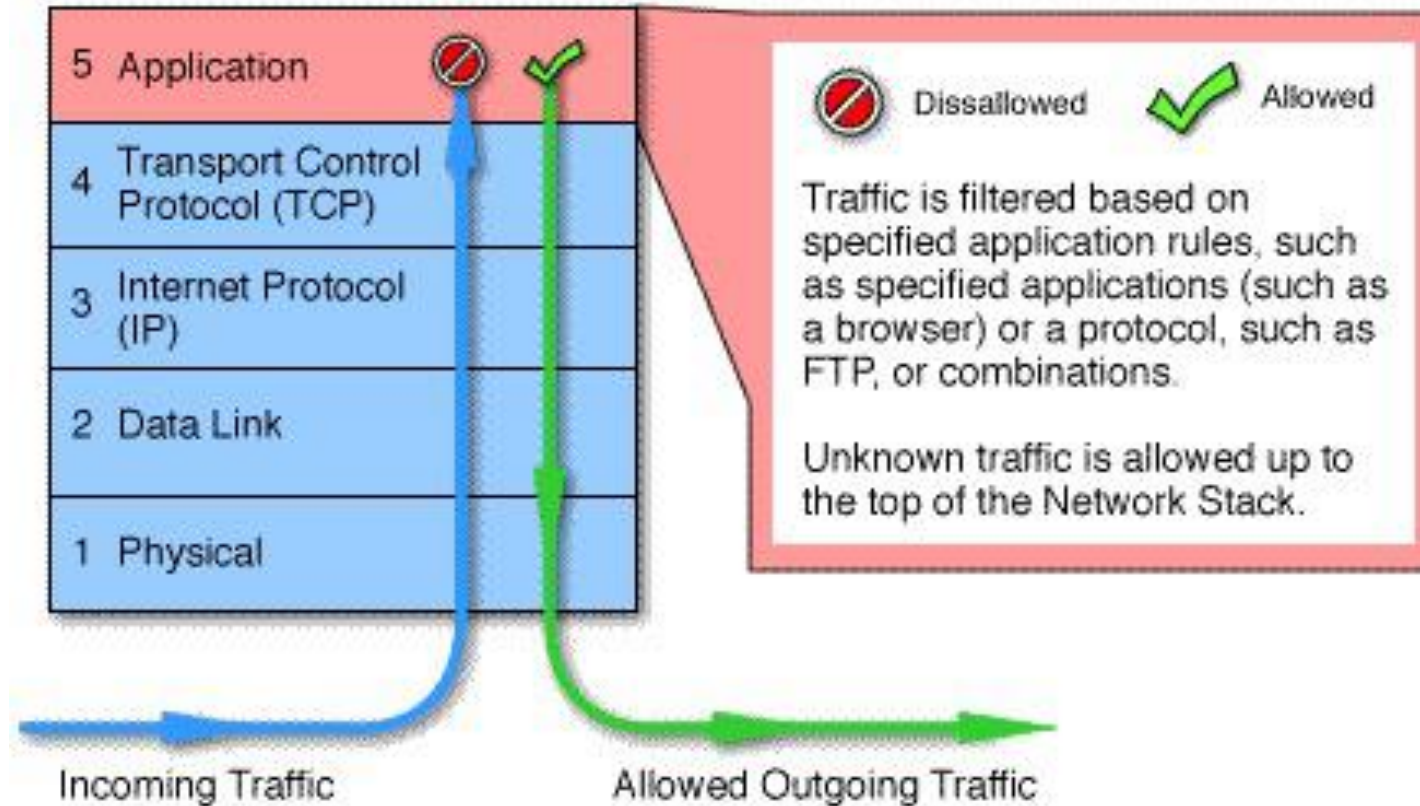 5 Application
4 Transport Control
Protocol (TCP)
3 Internet Protocol
(IP)
2 Data Link
1 Physical
Incoming Traffic
Allowed Outgoing Traffic
Dissallowed
Allowed
Traffic is filtered based on
specified application rules, such
as specified applications (such as
a browser) or a protocol, such as
FTP, or combinations.
Unknown traffic is allowed up to
the top of the Network Stack.